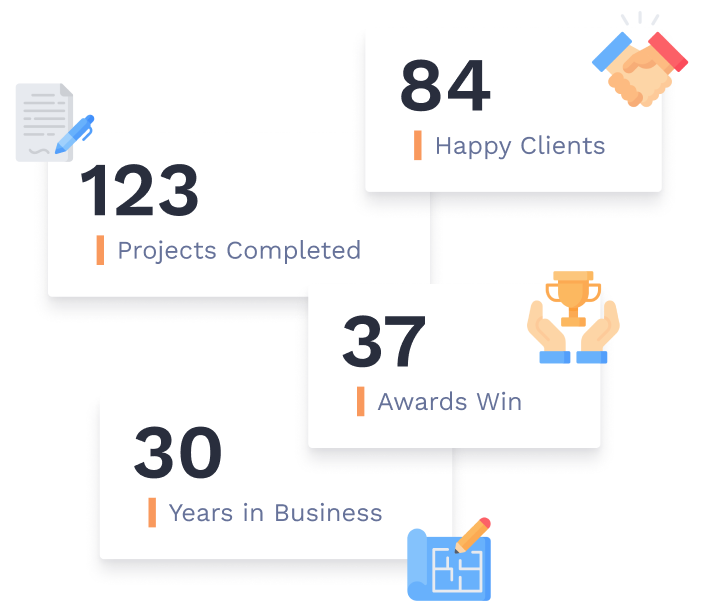 84
Happy Clients
123
Projects Completed
37
Awards Win
30
Years in Business